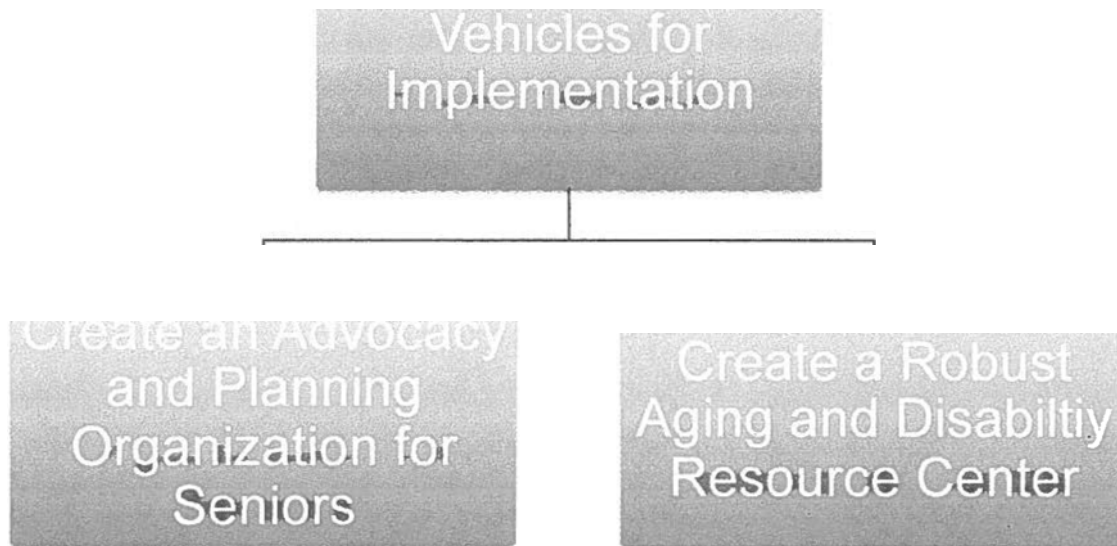 Vehicles for
Implementation
Create an Advocacy
and Planning
Organization for
Seniors
Create a Robust
Aging and Disabiltiy
Resource Center